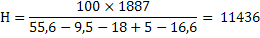 H = 100 × 1887 / 55,6 − 9,5 − 18 + 5 − 16,6 = 11436